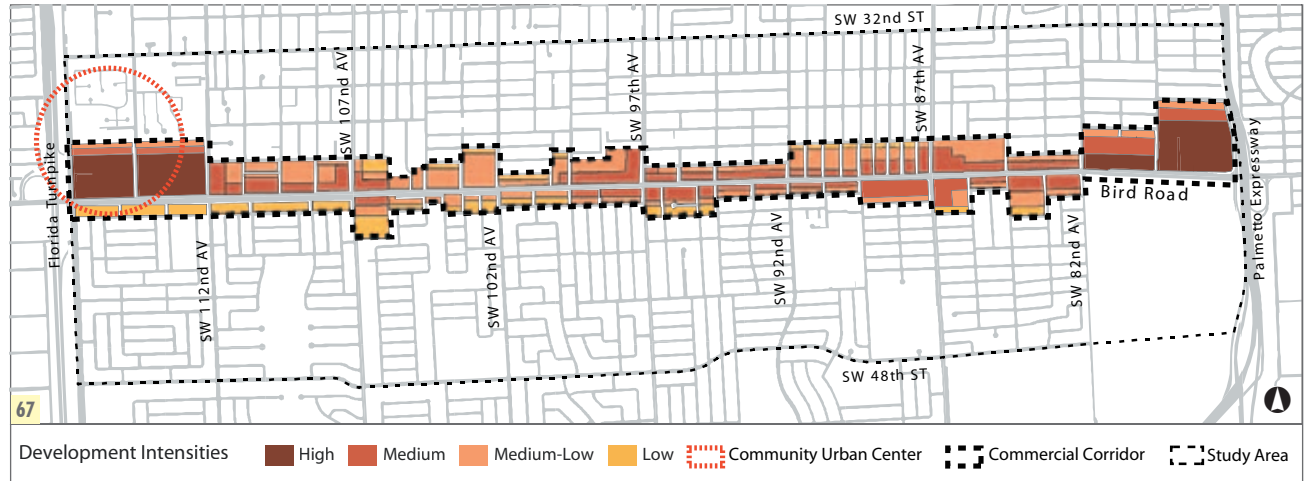 SW 32nd ST
SW 107nd AV
SW 97th AV
SW 87th AV
Florida Turnpike
Palmetto Expressway
Bird Road
SW 112nd AV
SW 102nd AV
SW 92nd AV
SW 82nd AV
SW 48th ST
67
Development Intensities High Medium Medium-Low Low Community Urban Center Commercial Corridor Study Area